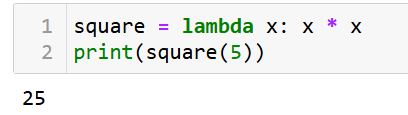 1 square = lambda x: x * x
2 print(square(5))
25